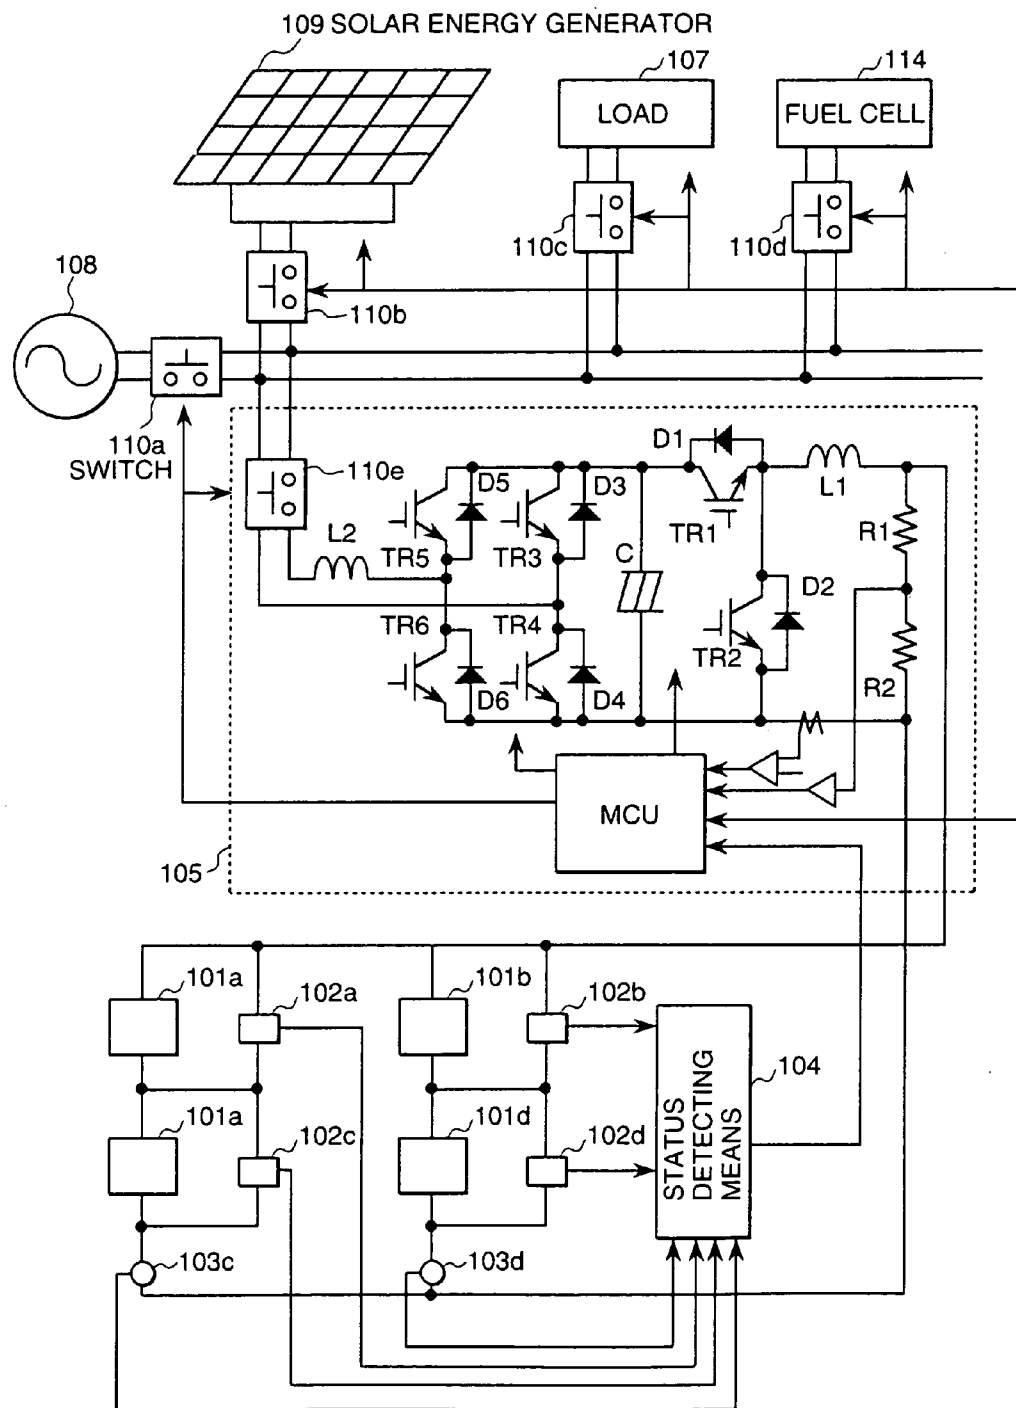 109 SOLAR ENERGY GENERATOR
107
114
LOAD
FUEL CELL
110c
110d
108
110b
110a
SWITCH
110e
D1
L1
D5
D3
R1
L2
TR1
TR5
TR3
C
D2
TR6
TR4
TR2
R2
D6
D4
MCU
105
101a
102a
101b
102b
104
101a
102c
101d
102d
STATUS
DETECTING
MEANS
103c
103d